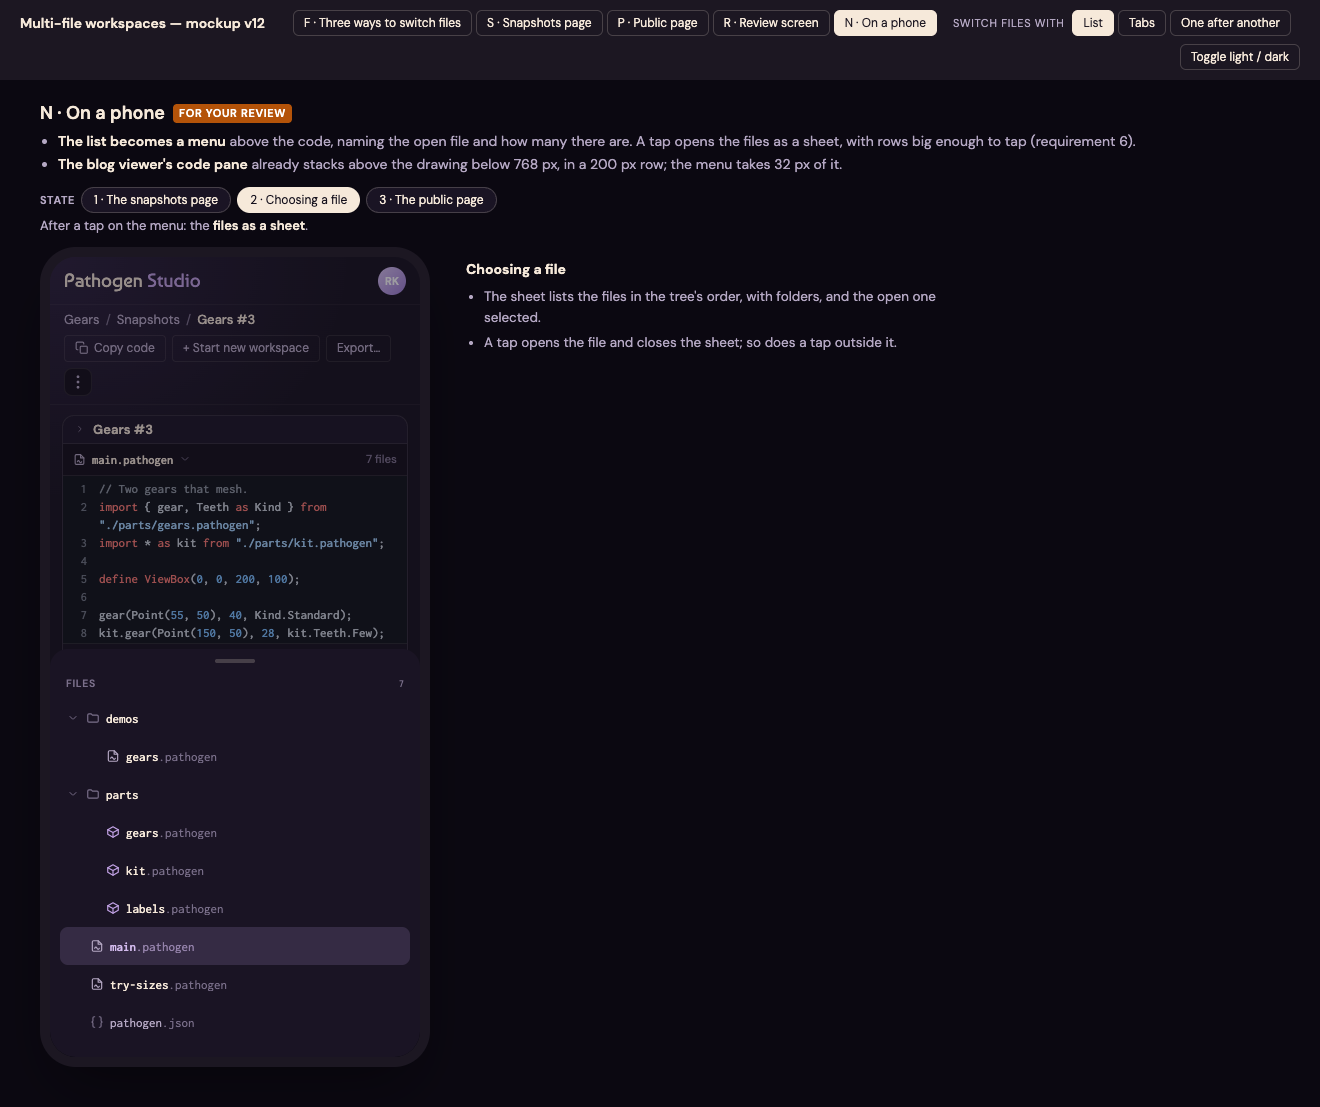 Multi-file workspaces — mockup v12
F · Three ways to switch files
S · Snapshots page
P · Public page
R · Review screen
N · On a phone
SWITCH FILES WITH
List
Tabs
One after another
Toggle light / dark
N · On a phone
FOR YOUR REVIEW
• The list becomes a menu above the code, naming the open file and how many there are. A tap opens the files as a sheet, with rows big enough to tap (requirement 6).
• The blog viewer's code pane already stacks above the drawing below 768 px, in a 200 px row; the menu takes 32 px of it.
STATE
1 · The snapshots page
2 · Choosing a file
3 · The public page
After a tap on the menu: the files as a sheet.
Pathogen Studio
RK
Gears / Snapshots / Gears #3
Copy code
+ Start new workspace
Export…
Gears #3
main.pathogen
7 files
1 // Two gears that mesh.
2 import { gear, Teeth as Kind } from
"./parts/gears.pathogen";
3 import * as kit from "./parts/kit.pathogen";
4
5 define ViewBox(0, 0, 200, 100);
6
7 gear(Point(55, 50), 40, Kind.Standard);
8 kit.gear(Point(150, 50), 28, kit.Teeth.Few);
FILES
7
demos
gears.pathogen
parts
gears.pathogen
kit.pathogen
labels.pathogen
main.pathogen
try-sizes.pathogen
{} pathogen.json
Choosing a file
• The sheet lists the files in the tree's order, with folders, and the open one
selected.
• A tap opens the file and closes the sheet; so does a tap outside it.